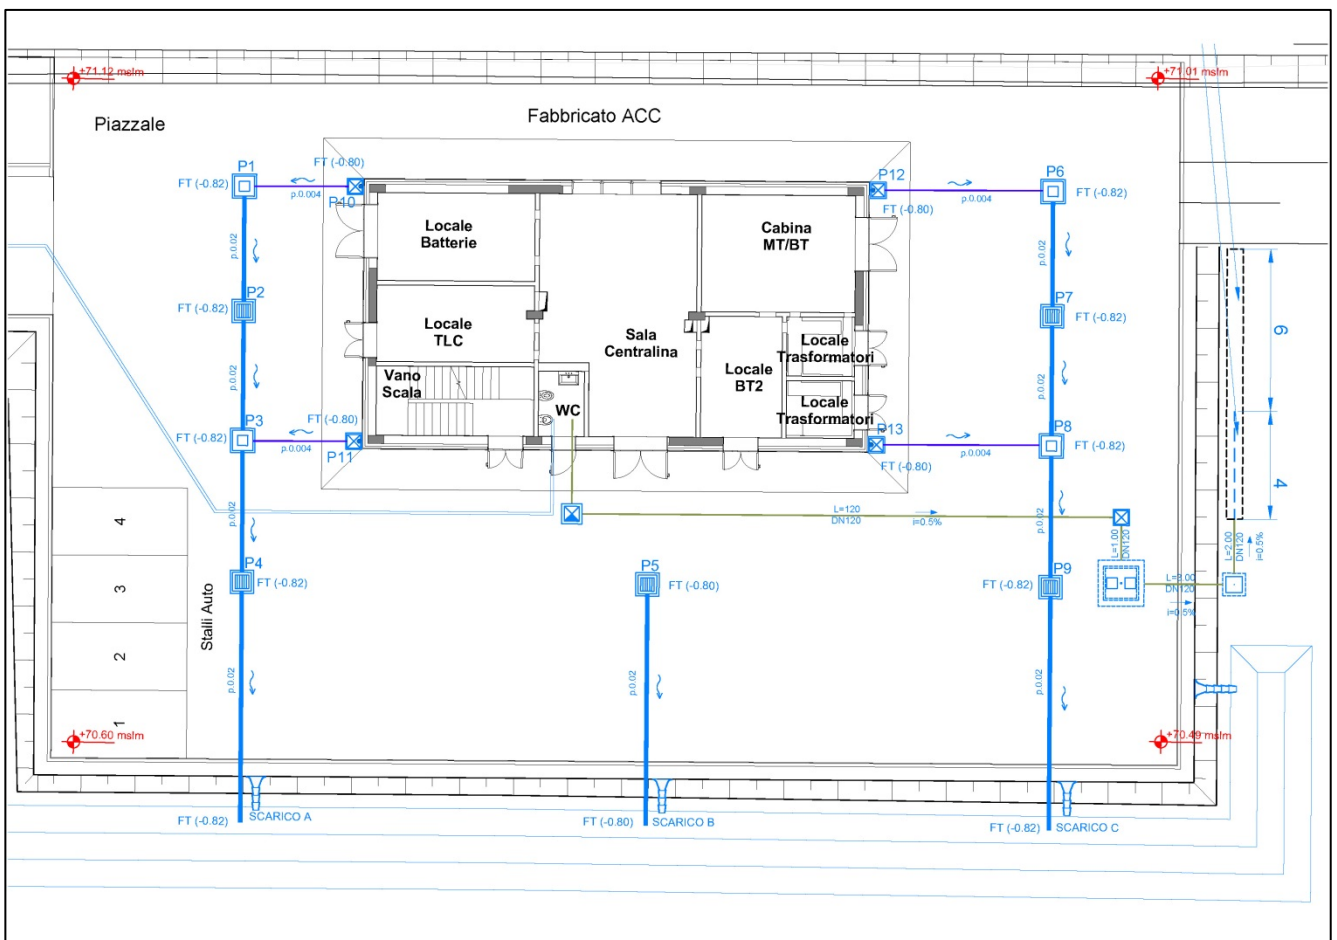 +71.12 mslm
+71.01 mslm
Piazzale
Fabbricato ACC
P1
FT (-0.80)
P12
P6
FT (-0.82)
p.0.004
P10
p.0.004
FT (-0.82)
FT (-0.80)
Locale
Batterie
Cabina
MT/BT
p.0.02
p.0.02
P2
FT (-0.82)
P7
FT (-0.82)
Locale
TLC
Sala
Centralina
Locale
Trasformatori
6
Vano
Scala
Locale
BT2
p.0.02
p.0.02
WC
Locale
Trasformatori
P3
FT (-0.80)
P13
P8
FT (-0.82)
p.0.004
P11
p.0.004
FT (-0.82)
FT (-0.80)
4
p.0.02
p.0.02
L=120
DN120
i=0.5%
4
L=1.00
DN120
L=2.00
DN120
i=0.5%
P4
FT (-0.82)
P5
FT (-0.80)
FT (-0.82)
P9
L=2.00
DN120
i=0.5%
3
Stalli Auto
2
p.0.02
p.0.02
p.0.02
1
+70.60 mslm
+70.49 mslm
FT (-0.82)
SCARICO A
FT (-0.80)
SCARICO B
FT (-0.82)
SCARICO C